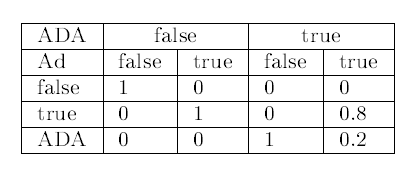 ADA false true
Ad false true false true
false 1 0 0 0
true 0 1 0 0.8
ADA 0 0 1 0.2